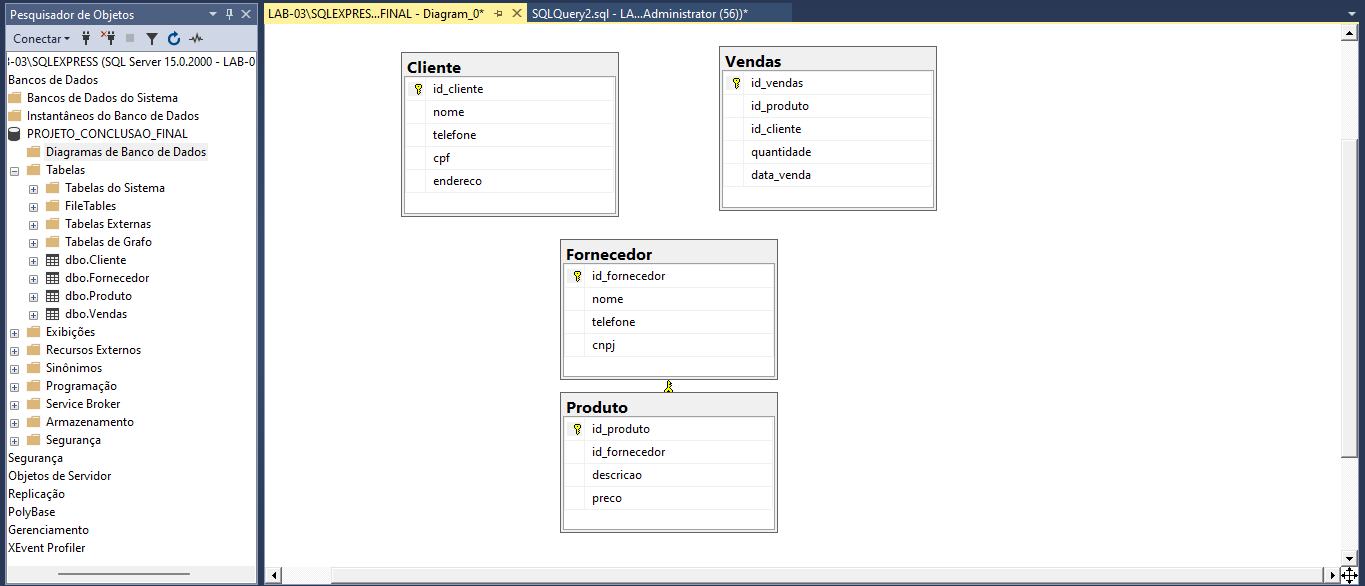 Pesquisador de Objetos
Conectar
3-03\SQLEXPRESS (SQL Server 15.0.2000 - LAB-0
Bancos de Dados
Bancos de Dados do Sistema
Instantâneos do Banco de Dados
PROJETO_CONCLUSAO_FINAL
Diagramas de Banco de Dados
Tabelas
Tabelas do Sistema
FileTables
Tabelas Externas
Tabelas de Grafo
dbo.Cliente
dbo.Fornecedor
dbo.Produto
dbo.Vendas
Exibições
Recursos Externos
Sinônimos
Programação
Service Broker
Armazenamento
Segurança
Segurança
Objetos de Servidor
Replicação
PolyBase
Gerenciamento
XEvent Profiler
LAB-03\SQLEXPRES...FINAL - Diagram_0*
SQLQuery2.sql - LA...Administrator (56))*
Cliente
id_cliente
nome
telefone
cpf
endereco
Vendas
id_vendas
id_produto
id_cliente
quantidade
data_venda
Fornecedor
id_fornecedor
nome
telefone
cnpj
Produto
id_produto
id_fornecedor
descricao
preco